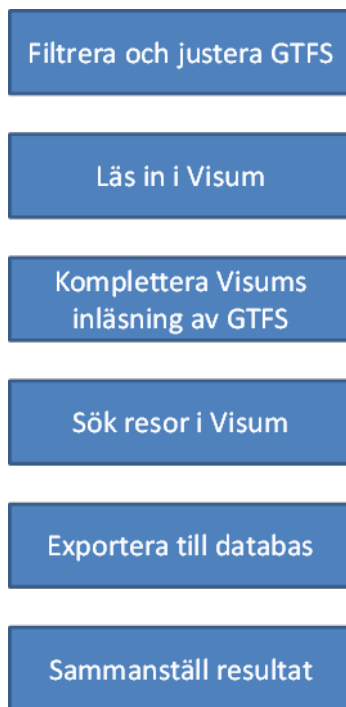 Filtrera och justera GTFS
Läs in i Visum
Komplettera Visums
inläsning av GTFS
Sök resor i Visum
Exportera till databas
Sammanställ resultat